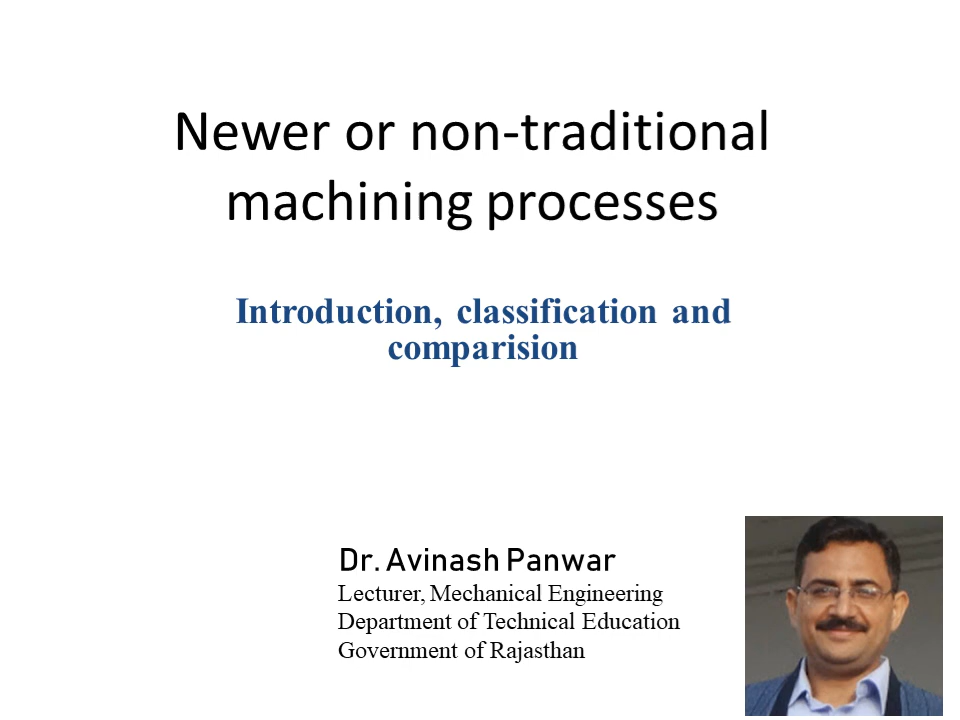 Newer or non-traditional
machining processes
Introduction, classification and
comparision
Dr. Avinash Panwar
Lecturer, Mechanical Engineering
Department of Technical Education
Government of Rajasthan